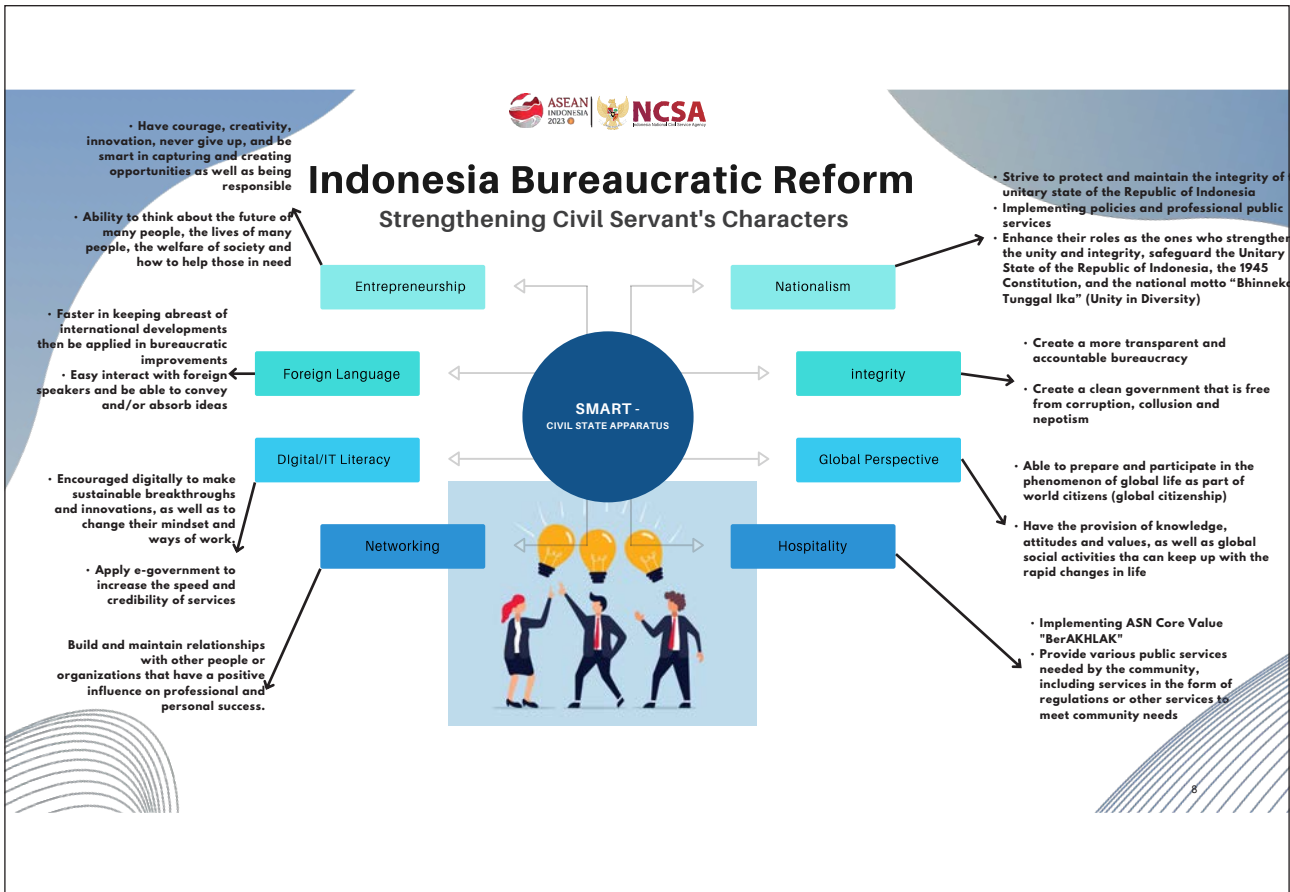 ASEAN
INDONESIA
2023
NCSA
Indonesia National Civil Service Agency
Indonesia Bureaucratic Reform
Strengthening Civil Servant's Characters
• Have courage, creativity,
innovation, never give up, and be
smart in capturing and creating
opportunities as well as being
responsible
• Ability to think about the future of
many people, the lives of many
people, the welfare of society and
how to help those in need
Entrepreneurship
• Faster in keeping abreast of
international developments
then be applied in bureaucratic
improvements
• Easy interact with foreign
speakers and be able to convey
and/or absorb ideas
Foreign Language
DIgital/IT Literacy
• Encouraged digitally to make
sustainable breakthroughs
and innovations, as well as to
change their mindset and
ways of work.
• Apply e-government to
increase the speed and
credibility of services
Networking
Build and maintain relationships
with other people or
organizations that have a positive
influence on professional and
personal success.
SMART -
CIVIL STATE APPARATUS
Nationalism
• Strive to protect and maintain the integrity of
unitary state of the Republic of Indonesia
• Implementing policies and professional public
services
• Enhance their roles as the ones who strengthen
the unity and integrity, safeguard the Unitary
State of the Republic of Indonesia, the 1945
Constitution, and the national motto “Bhinneka
Tunggal Ika” (Unity in Diversity)
integrity
• Create a more transparent and
accountable bureaucracy
• Create a clean government that is free
from corruption, collusion and
nepotism
Global Perspective
• Able to prepare and participate in the
phenomenon of global life as part of
world citizens (global citizenship)
• Have the provision of knowledge,
attitudes and values, as well as global
social activities tha can keep up with the
rapid changes in life
Hospitality
• Implementing ASN Core Value
"BerAKHLAK"
• Provide various public services
needed by the community,
including services in the form of
regulations or other services to
meet community needs
8